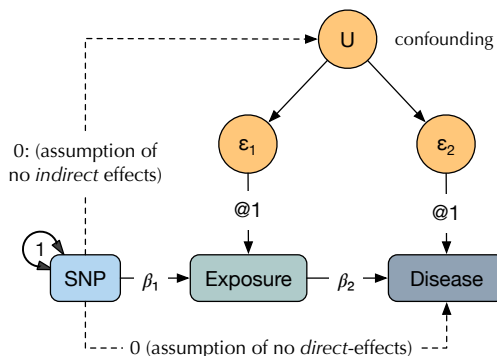 U
confounding
ε1
ε2
0: (assumption of
no indirect effects)
@1
@1
1
SNP
β1
Exposure
β2
Disease
0 (assumption of no direct-effects)